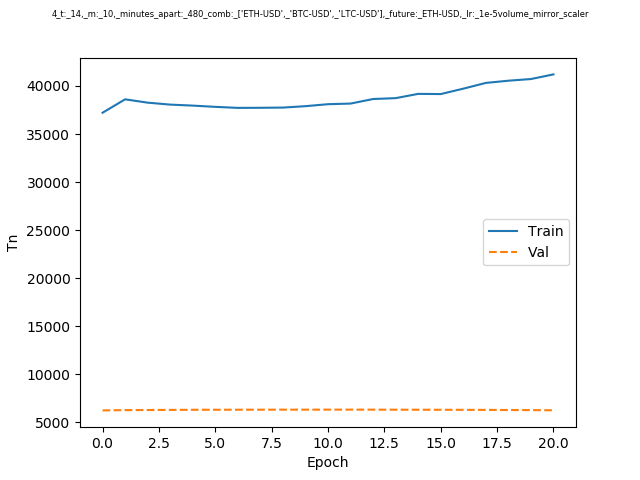 4_t:_14,_m:_10,_minutes_apart:_480_comb:_['ETH-USD',_'BTC-USD',_'LTC-USD'],_future:_ETH-USD,_lr:_1e-5volume_mirror_scaler
40000
35000
30000
25000
20000
15000
10000
5000
Tn
Train
Val
0.0 2.5 5.0 7.5 10.0 12.5 15.0 17.5 20.0
Epoch